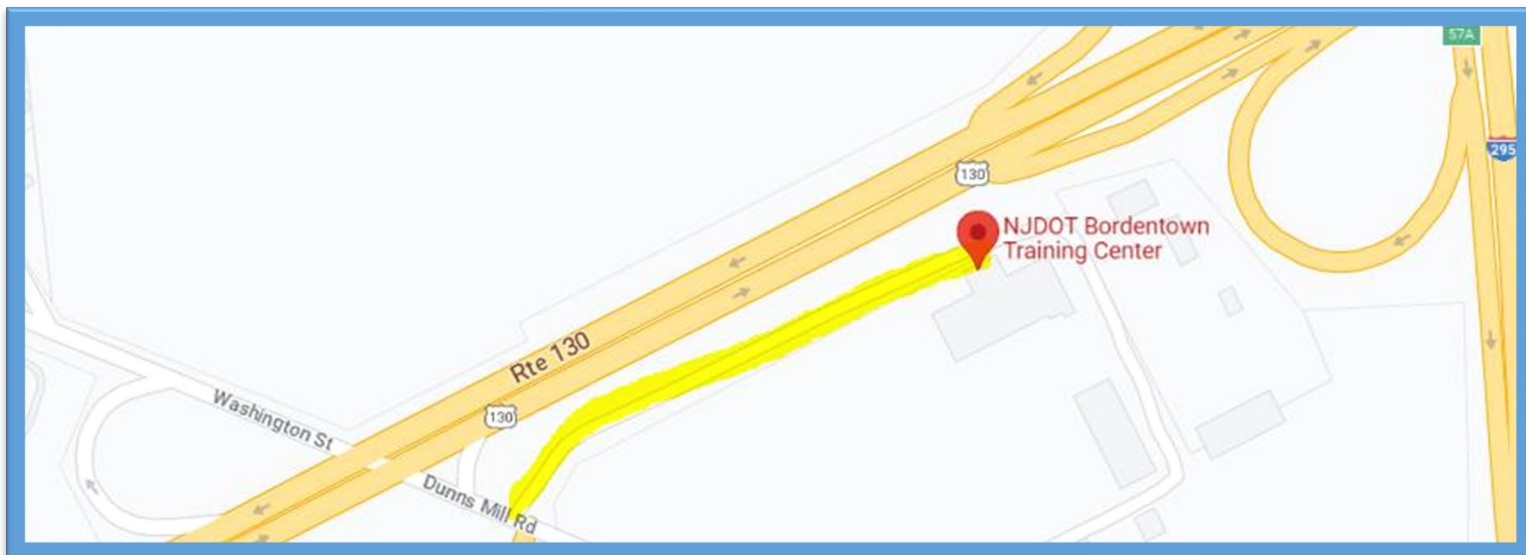 57A
295
130
NJDOT Bordentown
Training Center
Rte 130
130
Washington St
Dunns Mill Rd